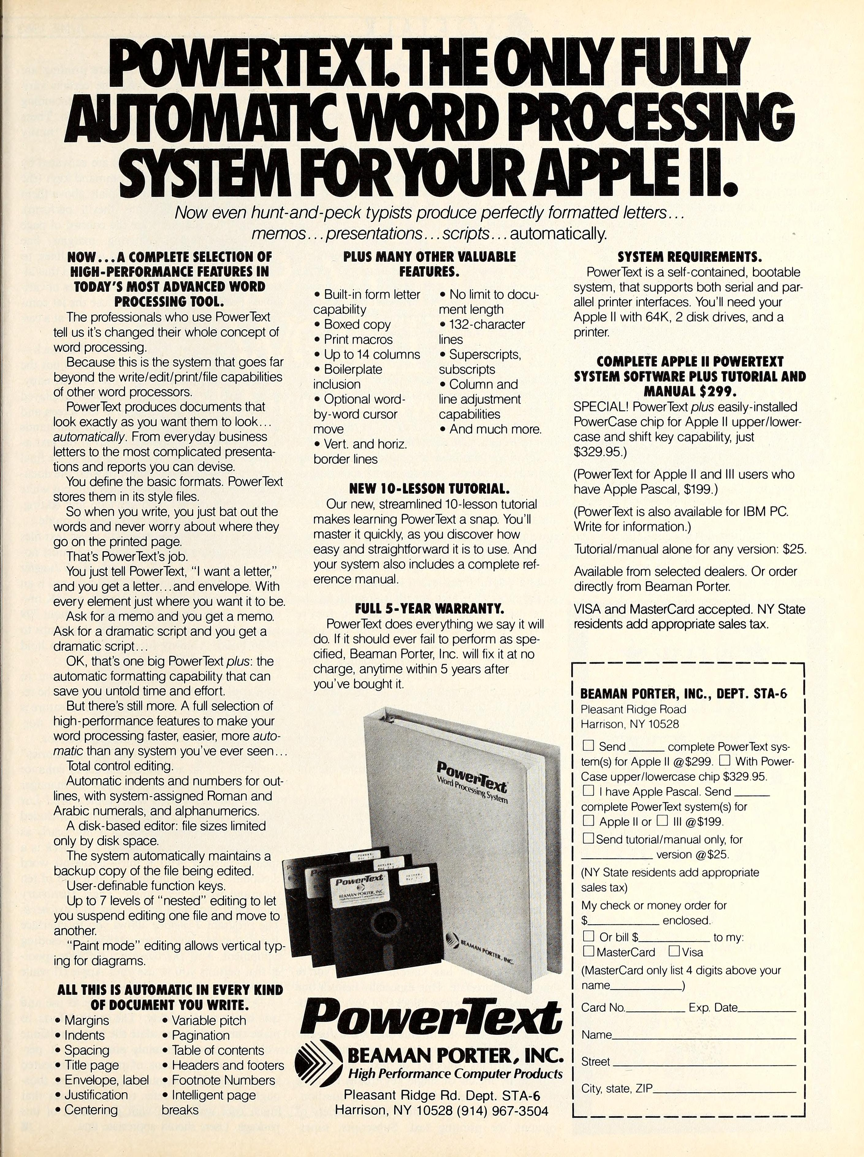 POWERTEXT. THE ONLY FULLY
AUTOMATIC WORD PROCESSING
SYSTEM FOR YOUR APPLE II.
Now even hunt-and-peck typists produce perfectly formatted letters...
memos...presentations...scripts...automatically.
NOW...A COMPLETE SELECTION OF
HIGH-PERFORMANCE FEATURES IN
TODAY'S MOST ADVANCED WORD
PROCESSING TOOL.
The professionals who use PowerText
tell us it's changed their whole concept of
word processing.
Because this is the system that goes far
beyond the write/edit/print/file capabilities
of other word processors.
PowerText produces documents that
look exactly as you want them to look...
automatically. From everyday business
letters to the most complicated presenta-
tions and reports you can devise.
You define the basic formats. PowerText
stores them in its style files.
So when you write, you just bat out the
words and never worry about where they
go on the printed page.
That's PowerText's job.
You just tell PowerText, "I want a letter,"
and you get a letter...and envelope. With
every element just where you want it to be.
Ask for a memo and you get a memo.
Ask for a dramatic script and you get a
dramatic script...
OK, that's one big PowerText plus: the
automatic formatting capability that can
save you untold time and effort.
But there's still more. A full selection of
high-performance features to make your
word processing faster, easier, more auto-
matic than any system you've ever seen...
Total control editing.
Automatic indents and numbers for out-
lines, with system-assigned Roman and
Arabic numerals, and alphanumerics.
A disk-based editor: file sizes limited
only by disk space.
The system automatically maintains a
backup copy of the file being edited.
User-definable function keys.
Up to 7 levels of "nested" editing to let
you suspend editing one file and move to
another.
"Paint mode" editing allows vertical typ-
ing for diagrams.
ALL THIS IS AUTOMATIC IN EVERY KIND
OF DOCUMENT YOU WRITE.
• Margins
• Indents
• Spacing
• Title page
• Envelope, label
• Justification
• Centering
• Variable pitch
• Pagination
• Table of contents
• Headers and footers
• Footnote Numbers
• Intelligent page
breaks
PLUS MANY OTHER VALUABLE
FEATURES.
• Built-in form letter
capability
• Boxed copy
• Print macros
• Up to 14 columns
• Boilerplate
inclusion
• Optional word-
by-word cursor
move
• Vert. and horiz.
border lines
• No limit to docu-
ment length
• 132-character
lines
• Superscripts,
subscripts
• Column and
line adjustment
capabilities
• And much more.
NEW 10-LESSON TUTORIAL.
Our new, streamlined 10-lesson tutorial
makes learning PowerText a snap. You'll
master it quickly, as you discover how
easy and straightforward it is to use. And
your system also includes a complete ref-
erence manual.
FULL 5-YEAR WARRANTY.
PowerText does everything we say it will
do. If it should ever fail to perform as spe-
cified, Beaman Porter, Inc. will fix it at no
charge, anytime within 5 years after
you've bought it.
PowerText
Word Processing System
BEAMAN PORTER, INC.
PowerText
BEAMAN PORTER, INC.
PowerText
BEAMAN PORTER, INC.
High Performance Computer Products
Pleasant Ridge Rd. Dept. STA-6
Harrison, NY 10528 (914) 967-3504
SYSTEM REQUIREMENTS.
PowerText is a self-contained, bootable
system, that supports both serial and par-
allel printer interfaces. You'll need your
Apple II with 64K, 2 disk drives, and a
printer.
COMPLETE APPLE II POWERTEXT
SYSTEM SOFTWARE PLUS TUTORIAL AND
MANUAL $299.
SPECIAL! PowerText plus easily-installed
PowerCase chip for Apple II upper/lower-
case and shift key capability, just
$329.95.)
(PowerText for Apple II and III users who
have Apple Pascal, $199.)
(PowerText is also available for IBM PC.
Write for information.)
Tutorial/manual alone for any version: $25.
Available from selected dealers. Or order
directly from Beaman Porter.
VISA and MasterCard accepted. NY State
residents add appropriate sales tax.
BEAMAN PORTER, INC., DEPT. STA-6
Pleasant Ridge Road
Harrison, NY 10528
☐ Send ______ complete PowerText sys-
tem(s) for Apple II @$299. ☐ With Power-
Case upper/lowercase chip $329.95.
☐ I have Apple Pascal. Send ______
complete PowerText system(s) for
☐ Apple II or ☐ III @$199.
☐ Send tutorial/manual only, for
____________ version @$25.
(NY State residents add appropriate
sales tax)
My check or money order for
$____________ enclosed.
☐ Or bill $____________ to my:
☐ MasterCard ☐ Visa
(MasterCard only list 4 digits above your
name____________)
Card No.__________ Exp. Date__________
Name______________________________
Street______________________________
City, state, ZIP________________________